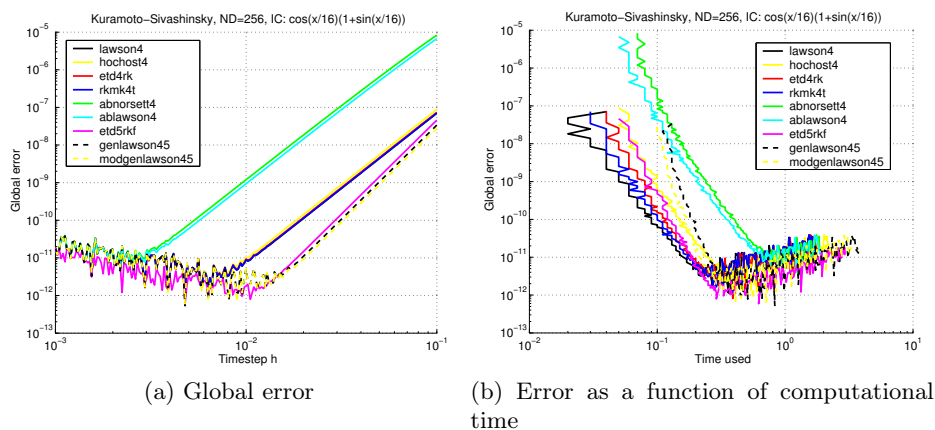 Kuramoto-Sivashinsky, ND=256, IC: cos(x/16)(1+sin(x/16))
10^-5
10^-6
10^-7
10^-8
10^-9
10^-10
10^-11
10^-12
10^-13
Global error
lawson4
hochost4
etd4rk
rkmk4t
abnorsett4
ablawson4
etd5rkf
genlawson45
modgenlawson45
10^-3
10^-2
10^-1
Timestep h
(a) Global error
Kuramoto-Sivashinsky, ND=256, IC: cos(x/16)(1+sin(x/16))
10^-5
10^-6
10^-7
10^-8
10^-9
10^-10
10^-11
10^-12
10^-13
Global error
lawson4
hochost4
etd4rk
rkmk4t
abnorsett4
ablawson4
etd5rkf
genlawson45
modgenlawson45
10^-2
10^-1
10^0
10^1
Time used
(b) Error as a function of computational
time